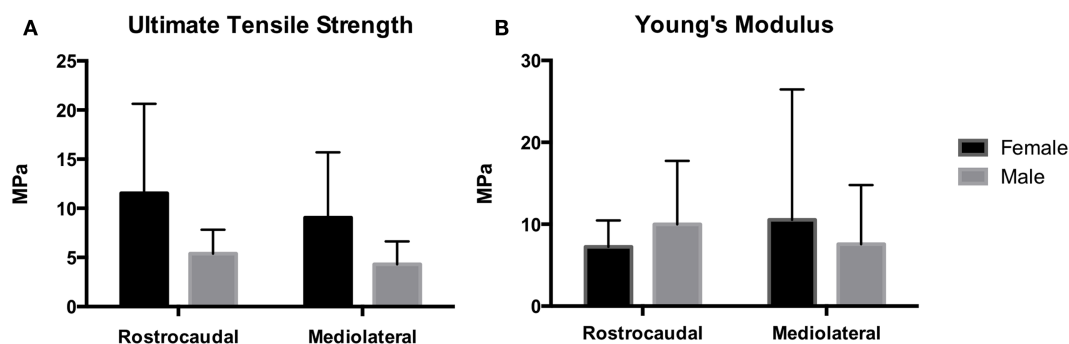 A
Ultimate Tensile Strength
25
20
15
10
5
0
MPa
Rostrocaudal
Mediolateral
B
Young's Modulus
30
20
10
0
MPa
Rostrocaudal
Mediolateral
Female
Male